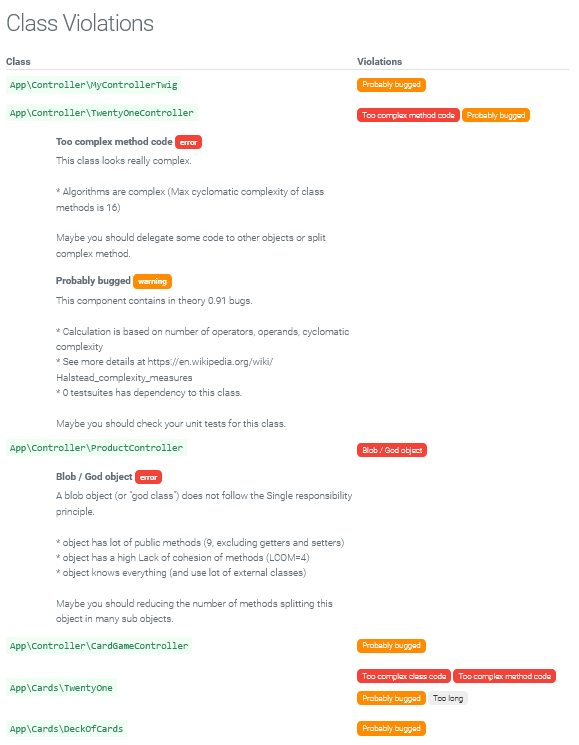 Class Violations
Class Violations
App\Controller\MyControllerTwig Probably bugged
App\Controller\TwentyOneController Too complex method code Probably bugged
Too complex method code error
This class looks really complex.
* Algorithms are complex (Max cyclomatic complexity of class
methods is 16)
Maybe you should delegate some code to other objects or split
complex method.
Probably bugged warning
This component contains in theory 0.91 bugs.
* Calculation is based on number of operators, operands, cyclomatic
complexity
* See more details at https://en.wikipedia.org/wiki/
Halstead_complexity_measures
* 0 testsuites has dependency to this class.
Maybe you should check your unit tests for this class.
App\Controller\ProductController Blob / God object
Blob / God object error
A blob object (or "god class") does not follow the Single responsibility
principle.
* object has lot of public methods (9, excluding getters and setters)
* object has a high Lack of cohesion of methods (LCOM=4)
* object knows everything (and use lot of external classes)
Maybe you should reducing the number of methods splitting this
object in many sub objects.
App\Controller\CardGameController Probably bugged
Too complex class code Too complex method code
App\Cards\TwentyOne
Probably bugged Too long
App\Cards\DeckOfCards Probably bugged